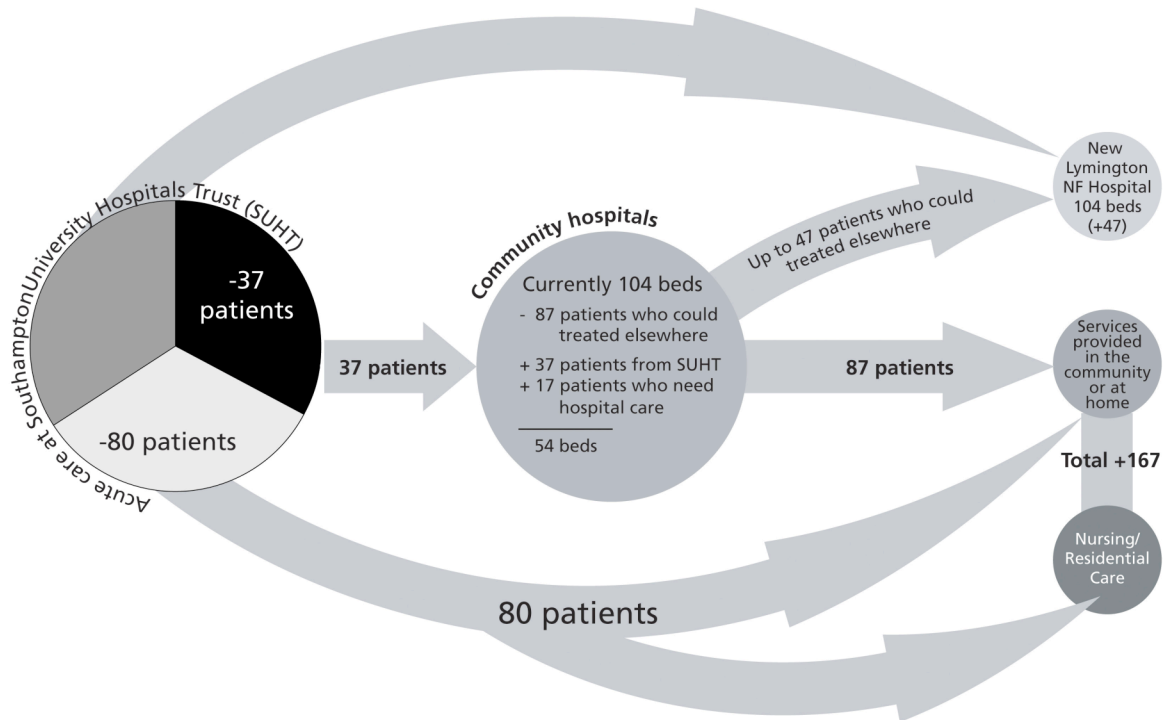 Acute care at SouthamptonUniversity Hospitals Trust (SUHT)
-37
patients
-80 patients
37 patients
Community hospitals
Currently 104 beds
- 87 patients who could
treated elsewhere
+ 37 patients from SUHT
+ 17 patients who need
hospital care
54 beds
Up to 47 patients who could
treated elsewhere
87 patients
80 patients
New
Lymington
NF Hospital
104 beds
(+47)
Services
provided
in the
community
or at
home
Total +167
Nursing/
Residential
Care